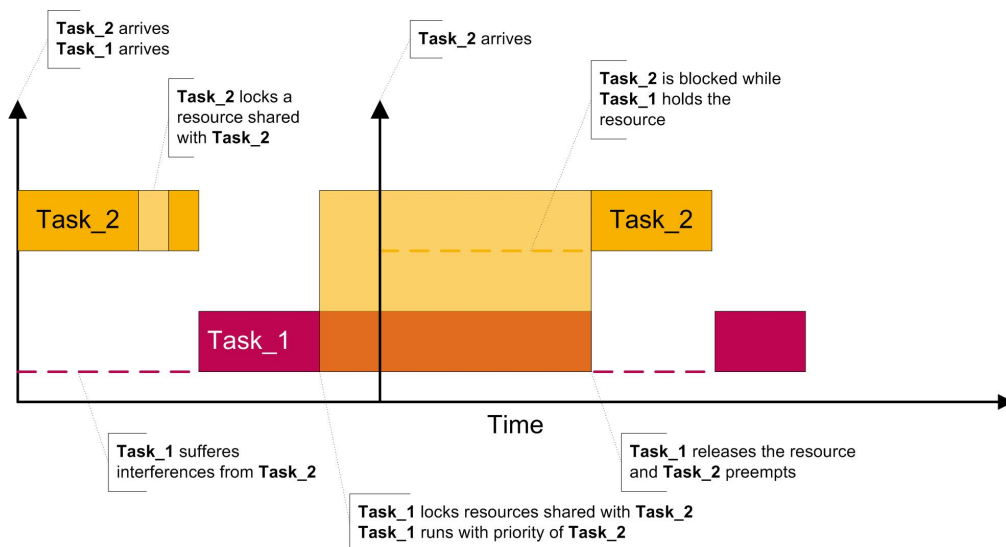 Task_2 arrives
Task_1 arrives
Task_2 arrives
Task_2 is blocked while
Task_1 holds the
resource
Task_2 locks a
resource shared
with Task_2
Task_2
Task_2
Task_1
Time
Task_1 sufferes
interferences from Task_2
Task_1 releases the resource
and Task_2 preempts
Task_1 locks resources shared with Task_2
Task_1 runs with priority of Task_2